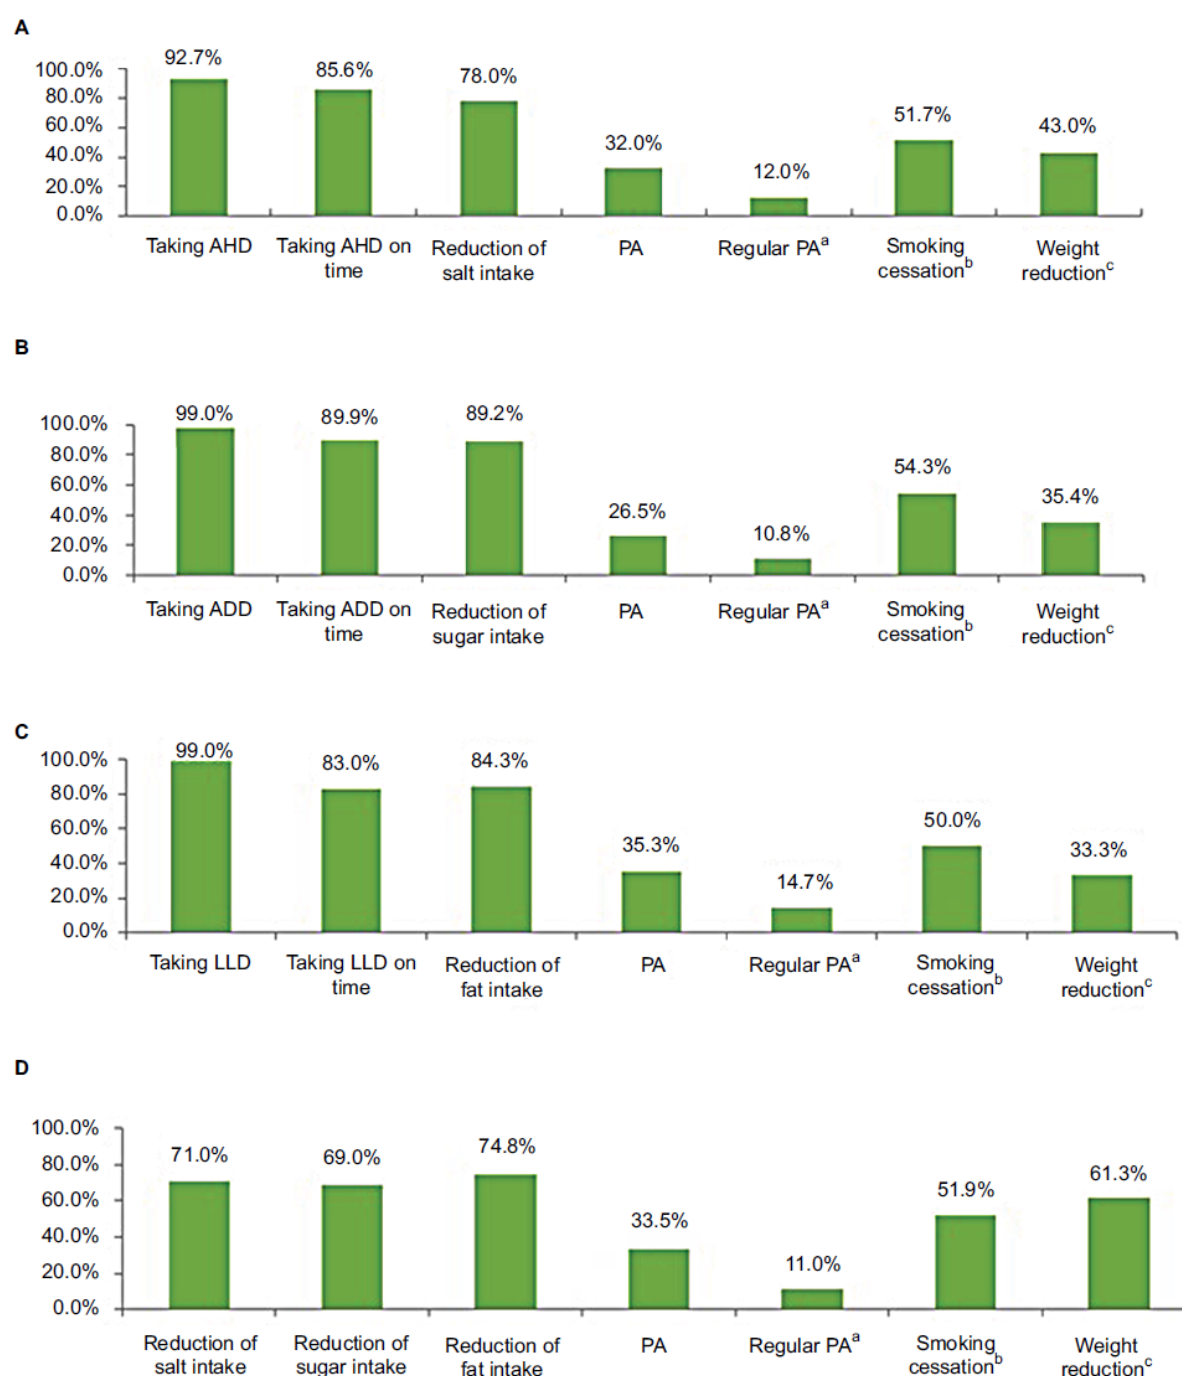 A
92.7%
100.0%
85.6%
78.0%
80.0%
60.0%
51.7%
43.0%
40.0%
32.0%
20.0%
12.0%
0.0%
Taking AHD
Taking AHD on
time
Reduction of
salt intake
PA
Regular PAa
Smoking
cessationb
Weight
reductionc
B
100.0%
99.0%
89.9%
89.2%
80.0%
60.0%
54.3%
40.0%
35.4%
26.5%
20.0%
10.8%
0.0%
Taking ADD
Taking ADD on
time
Reduction of
sugar intake
PA
Regular PAa
Smoking
cessationb
Weight
reductionc
C
99.0%
100.0%
83.0%
84.3%
80.0%
60.0%
50.0%
40.0%
35.3%
33.3%
20.0%
14.7%
0.0%
Taking LLD
Taking LLD on
time
Reduction of
fat intake
PA
Regular PAa
Smoking
cessationb
Weight
reductionc
D
100.0%
80.0%
71.0%
69.0%
74.8%
60.0%
61.3%
51.9%
40.0%
33.5%
20.0%
11.0%
0.0%
Reduction of
salt intake
Reduction of
sugar intake
Reduction of
fat intake
PA
Regular PAa
Smoking
cessationb
Weight
reductionc